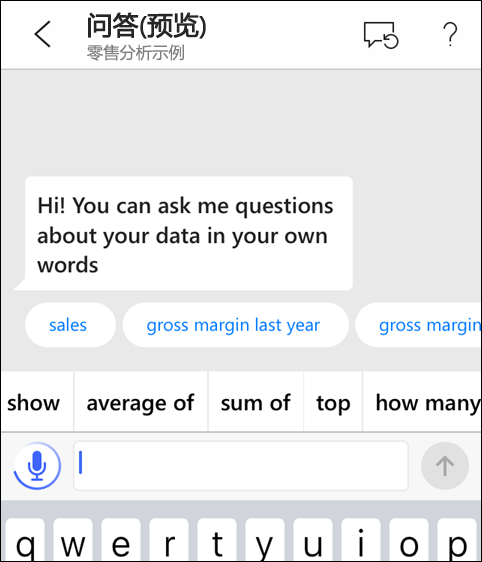 问答(预览)
零售分析示例
?
Hi! You can ask me questions
about your data in your own
words
sales
gross margin last year
gross margin
show
average of
sum of
top
how many
q w e r t y u i o p